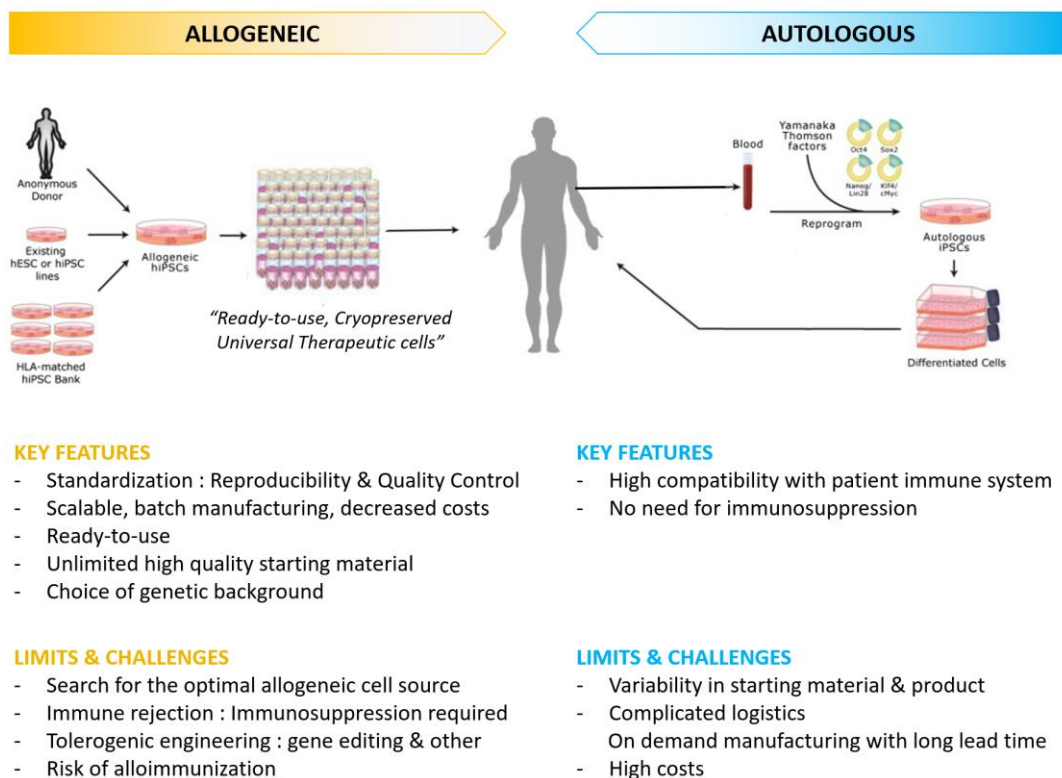 ALLOGENEIC
AUTOLOGOUS
Anonymous
Donor
Existing
hESC or hiPSC
lines
HLA-matched
hiPSC Bank
Allogeneic
hiPSCs
“Ready-to-use, Cryopreserved
Universal Therapeutic cells”
Blood
Yamanaka
Thomson
factors
Oct4
Sox2
Nanog/
Lin28
Klf4/
cMyc
Reprogram
Autologous
iPSCs
Differentiated Cells
KEY FEATURES
- Standardization : Reproducibility & Quality Control
- Scalable, batch manufacturing, decreased costs
- Ready-to-use
- Unlimited high quality starting material
- Choice of genetic background
LIMITS & CHALLENGES
- Search for the optimal allogeneic cell source
- Immune rejection : Immunosuppression required
- Tolerogenic engineering : gene editing & other
- Risk of alloimmunization
KEY FEATURES
- High compatibility with patient immune system
- No need for immunosuppression
LIMITS & CHALLENGES
- Variability in starting material & product
- Complicated logistics
On demand manufacturing with long lead time
- High costs